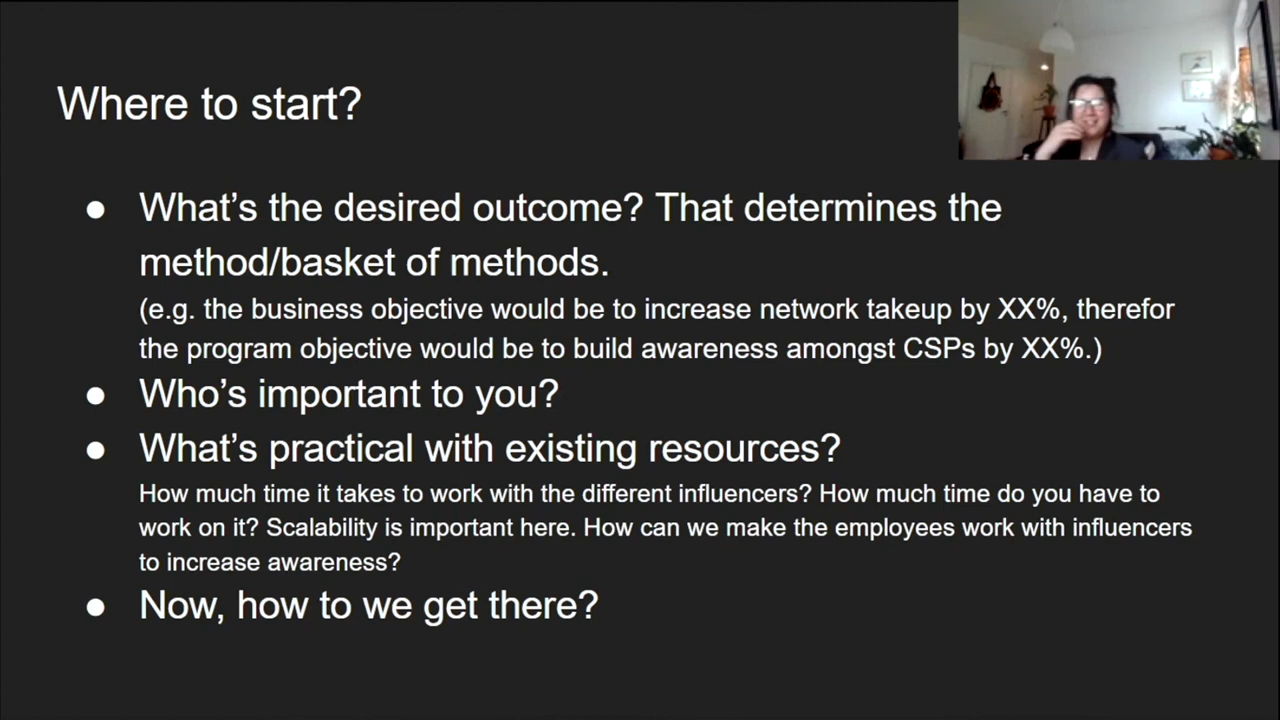 Where to start?
● What’s the desired outcome? That determines the
method/basket of methods.
(e.g. the business objective would be to increase network takeup by XX%, therefor
the program objective would be to build awareness amongst CSPs by XX%.)
● Who’s important to you?
● What’s practical with existing resources?
How much time it takes to work with the different influencers? How much time do you have to
work on it? Scalability is important here. How can we make the employees work with influencers
to increase awareness?
● Now, how to we get there?